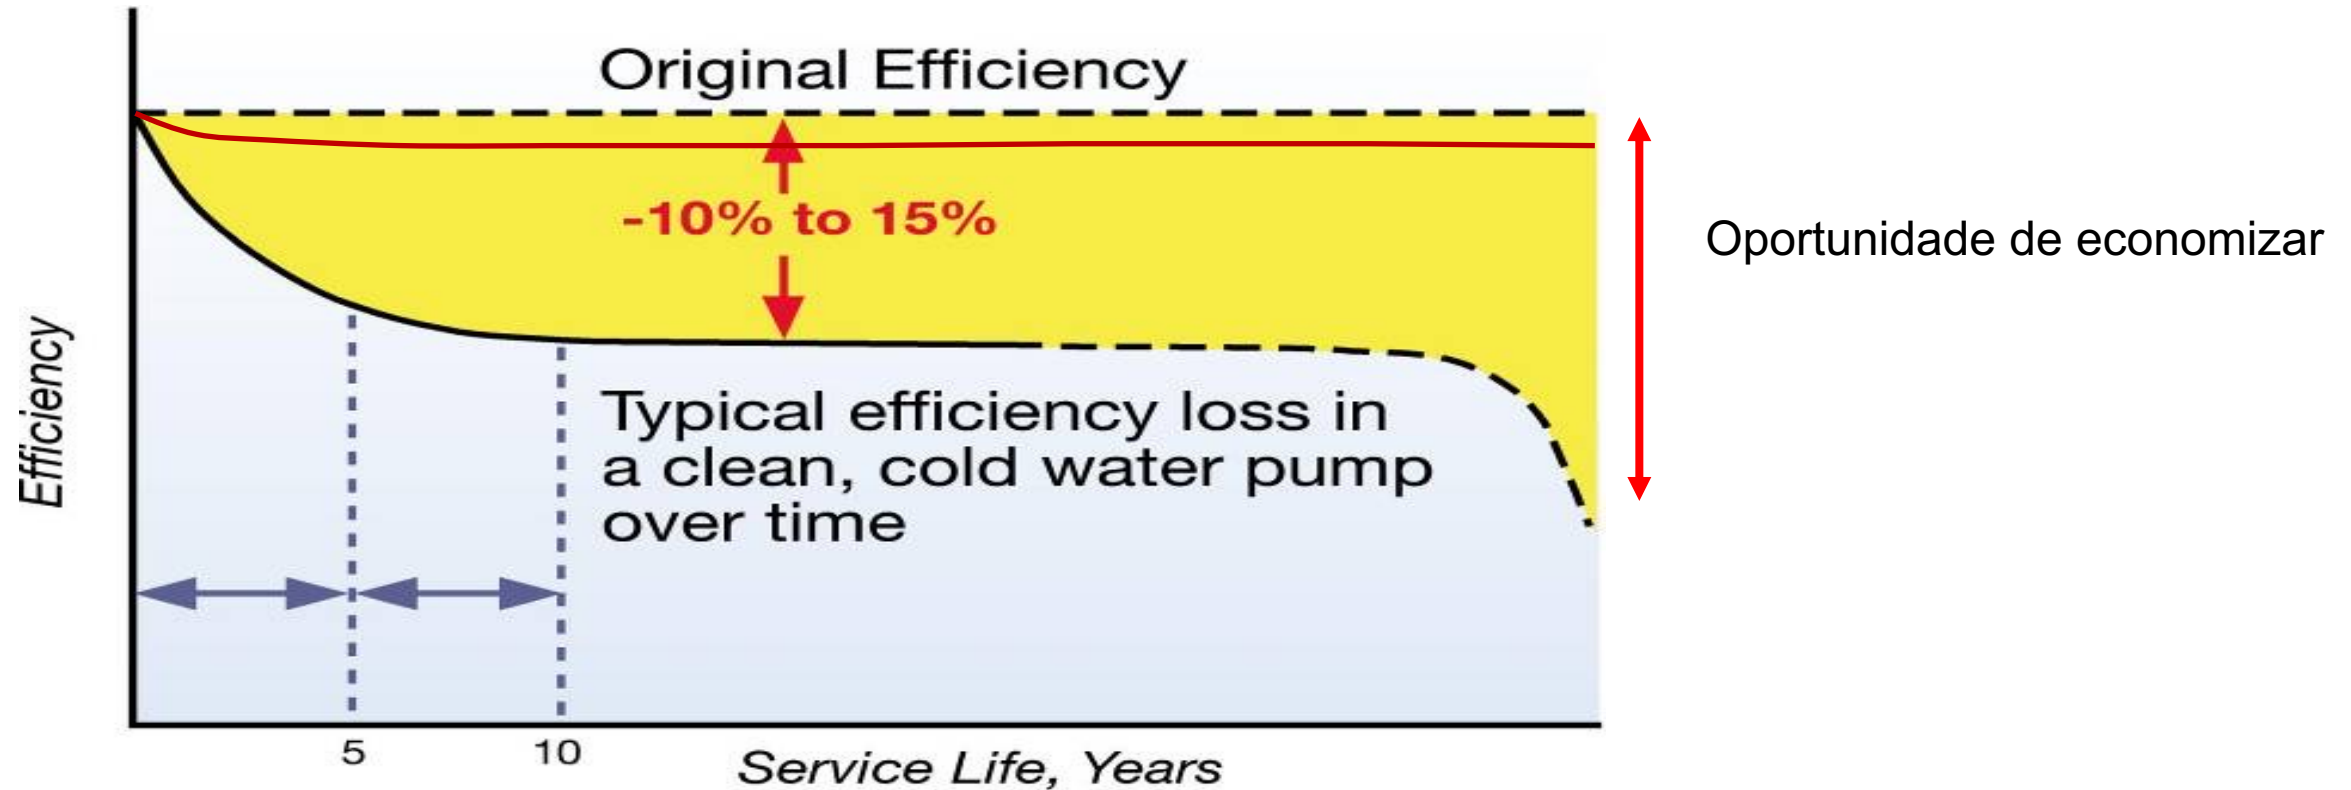 Original Efficiency
-10% to 15%
Oportunidade de economizar
Efficiency
Typical efficiency loss in
a clean, cold water pump
over time
5
10
Service Life, Years